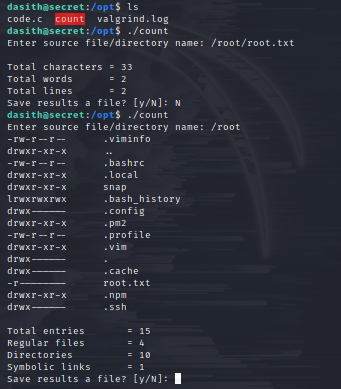 dasith@secret:/opt$ ls
code.c count valgrind.log
dasith@secret:/opt$ ./count
Enter source file/directory name: /root/root.txt
Total characters = 33
Total words = 2
Total lines = 2
Save results a file? [y/N]: N
dasith@secret:/opt$ ./count
Enter source file/directory name: /root
-rw-r--r-- .viminfo
drwxr-xr-x ..
-rw-r--r-- .bashrc
drwxr-xr-x .local
drwxr-xr-x snap
lrwxrwxrwx .bash_history
drwx------ .config
drwxr-xr-x .pm2
-rw-r--r-- .profile
drwxr-xr-x .vim
drwx------ .
drwx------ .cache
-r-------- root.txt
drwxr-xr-x .npm
drwx------ .ssh
Total entries = 15
Regular files = 4
Directories = 10
Symbolic links = 1
Save results a file? [y/N]: